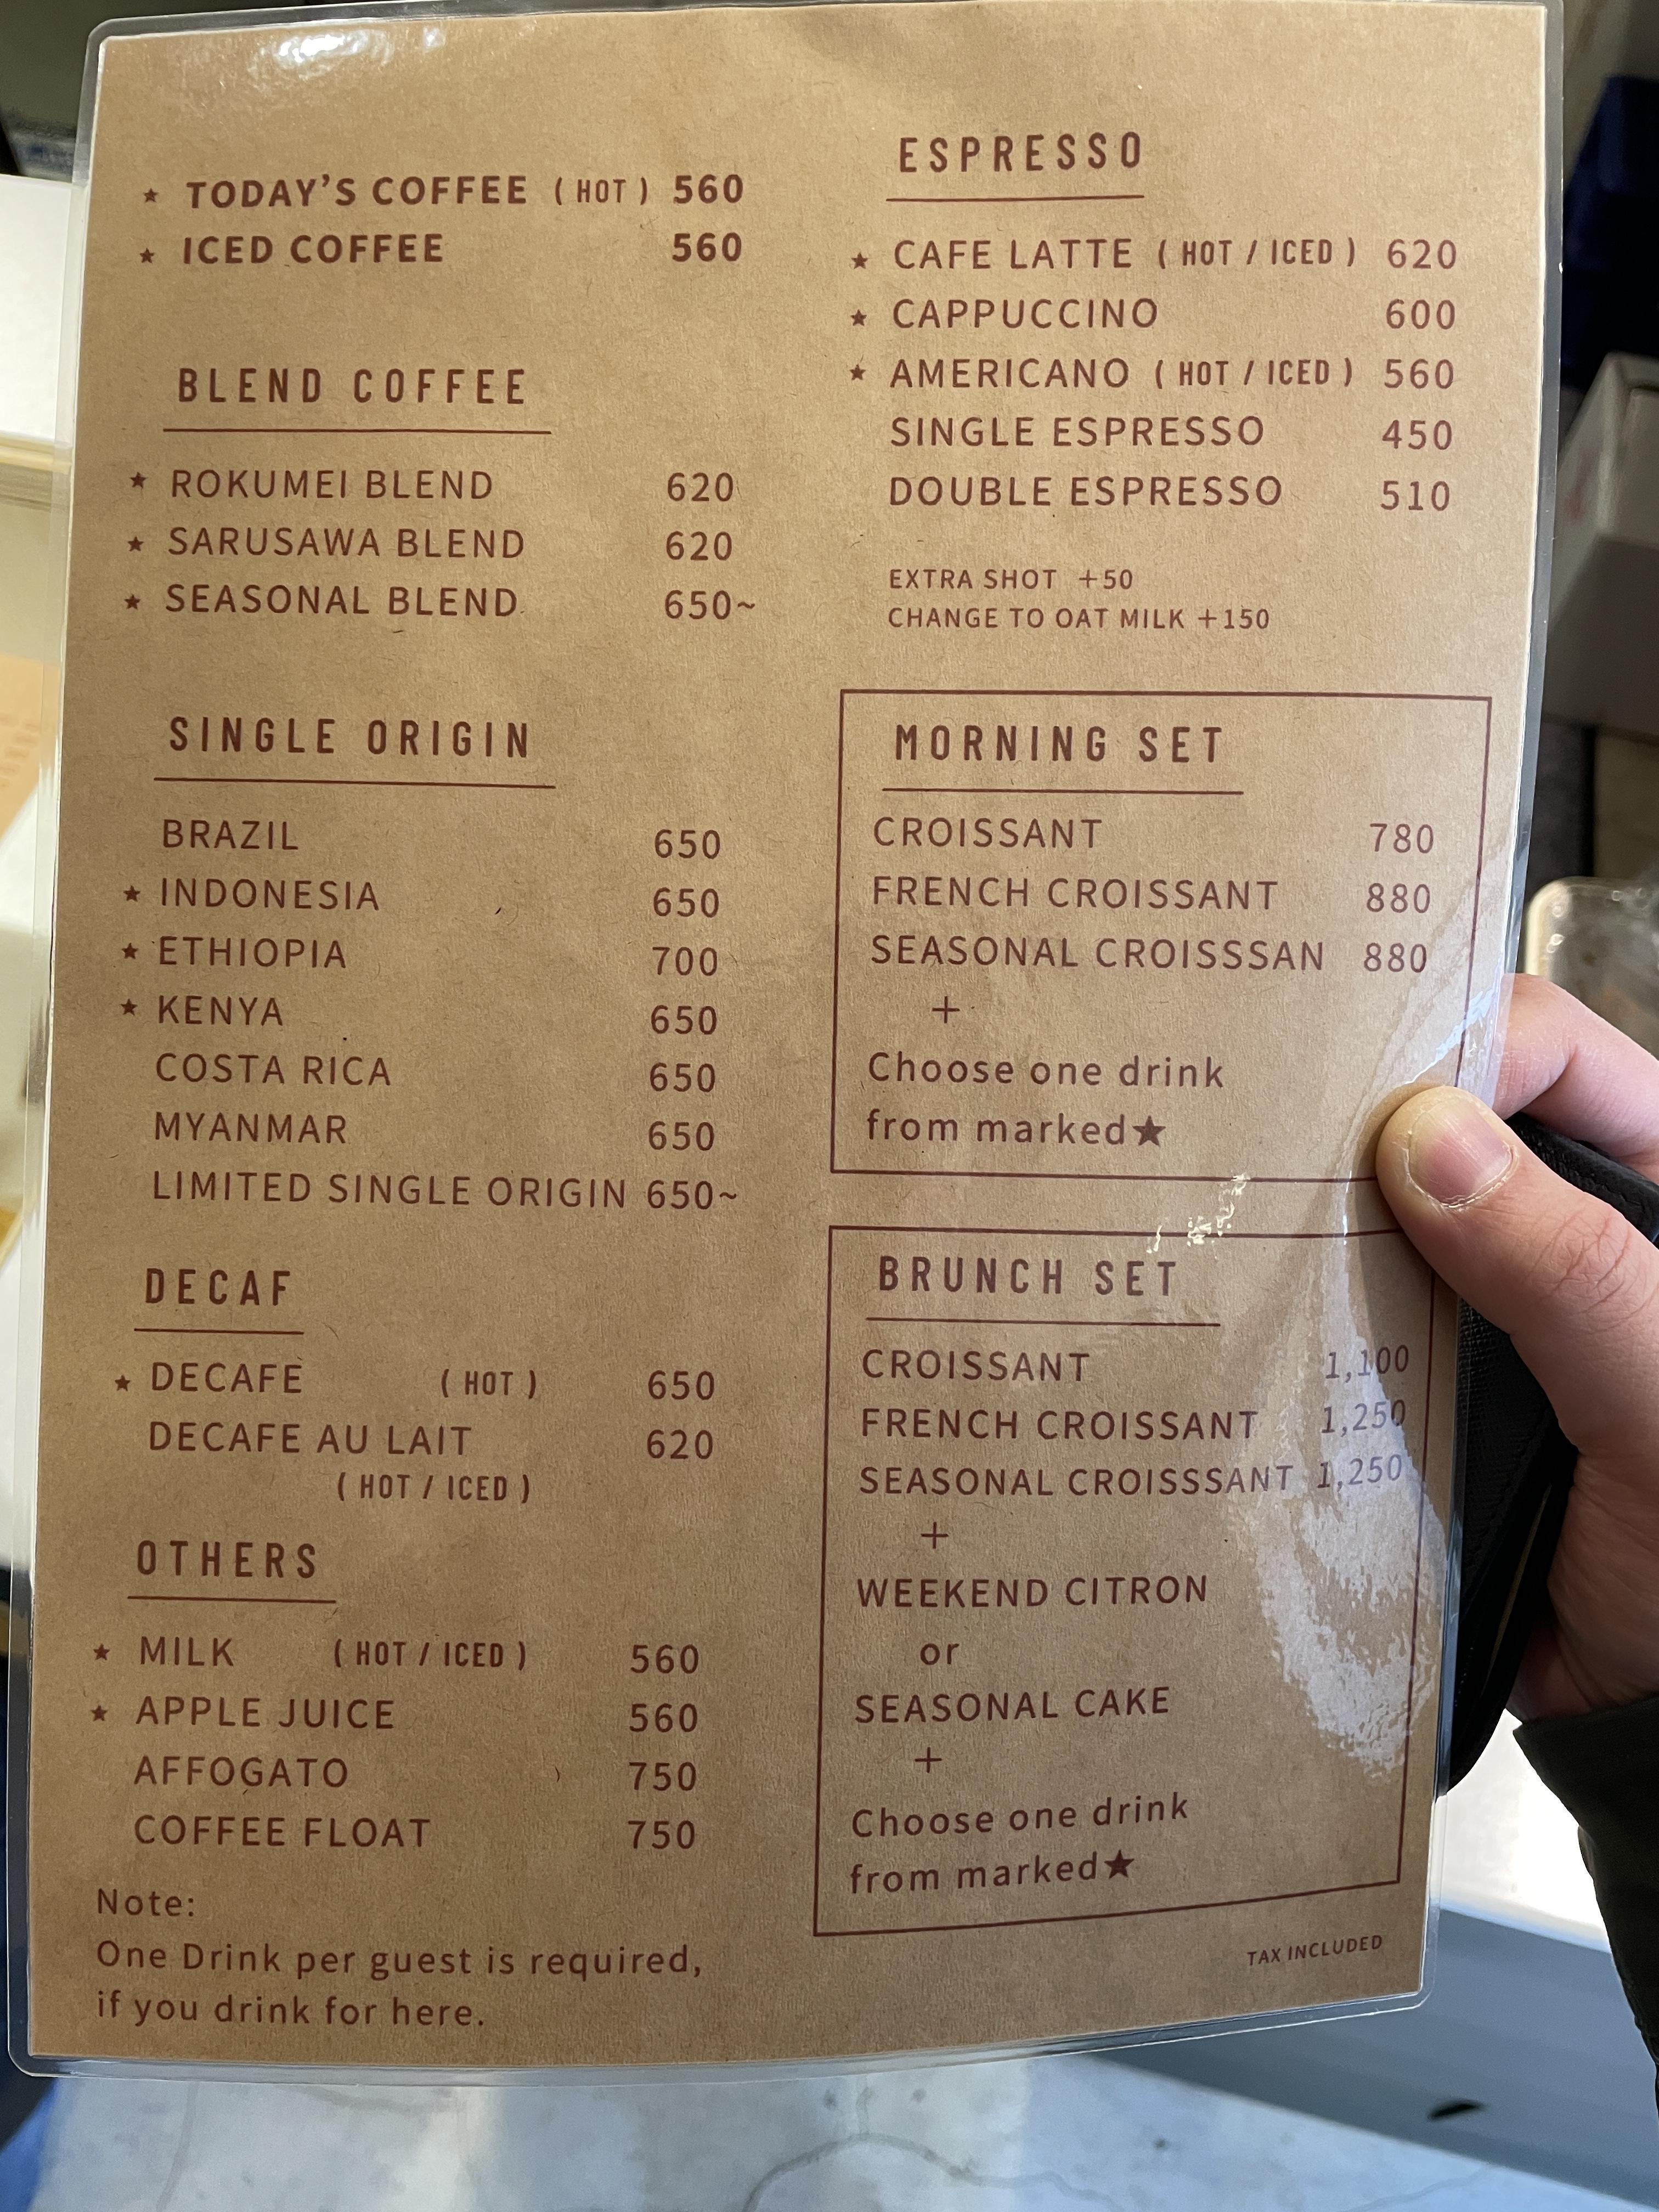 ★ TODAY'S COFFEE ( HOT ) 560
★ ICED COFFEE 560
BLEND COFFEE
★ ROKUMEI BLEND 620
★ SARUSAWA BLEND 620
★ SEASONAL BLEND 650~
SINGLE ORIGIN
BRAZIL 650
★ INDONESIA 650
★ ETHIOPIA 700
★ KENYA 650
COSTA RICA 650
MYANMAR 650
LIMITED SINGLE ORIGIN 650~
DECAF
★ DECAFE ( HOT ) 650
DECAFE AU LAIT 620
( HOT / ICED )
OTHERS
★ MILK ( HOT / ICED ) 560
★ APPLE JUICE 560
AFFOGATO 750
COFFEE FLOAT 750
Note:
One Drink per guest is required,
if you drink for here.
ESPRESSO
★ CAFE LATTE ( HOT / ICED ) 620
★ CAPPUCCINO 600
★ AMERICANO ( HOT / ICED ) 560
SINGLE ESPRESSO 450
DOUBLE ESPRESSO 510
EXTRA SHOT +50
CHANGE TO OAT MILK +150
MORNING SET
CROISSANT 780
FRENCH CROISSANT 880
SEASONAL CROISSSAN 880
+
Choose one drink
from marked★
BRUNCH SET
CROISSANT 1,100
FRENCH CROISSANT 1,250
SEASONAL CROISSSANT 1,250
+
WEEKEND CITRON
or
SEASONAL CAKE
+
Choose one drink
from marked★
TAX INCLUDED